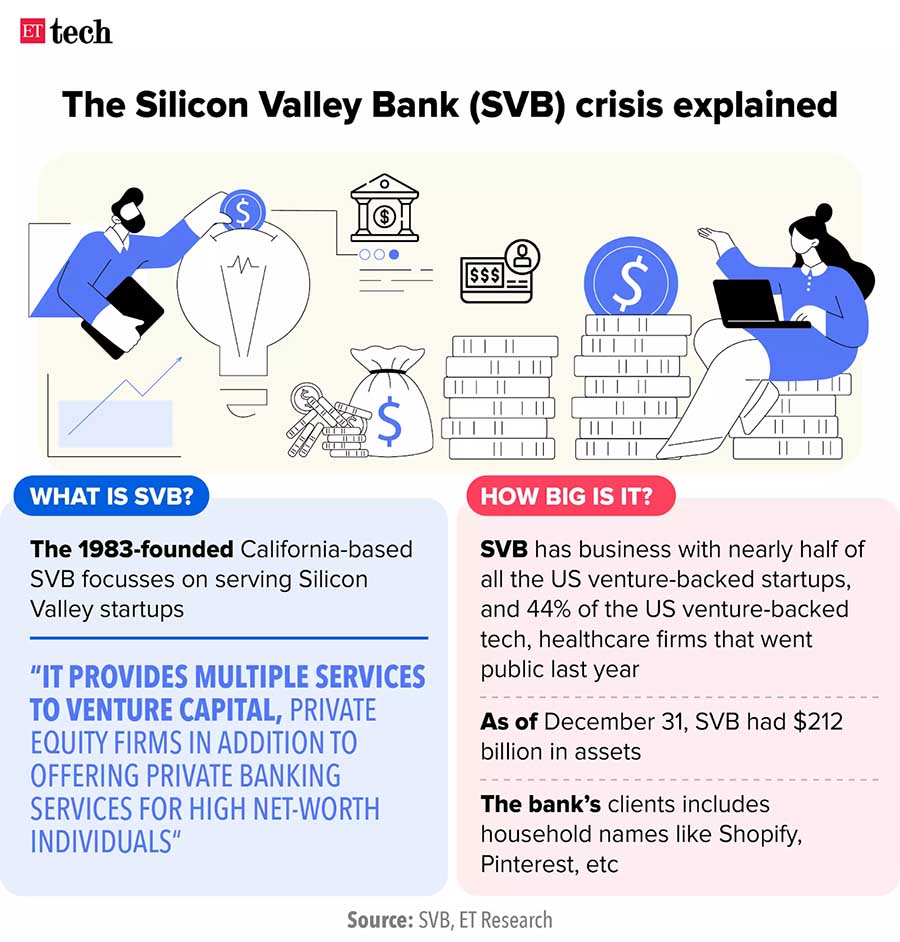 ET tech
The Silicon Valley Bank (SVB) crisis explained
$
$
$$$
$
$
WHAT IS SVB?
The 1983-founded California-based
SVB focusses on serving Silicon
Valley startups
“IT PROVIDES MULTIPLE SERVICES
TO VENTURE CAPITAL, PRIVATE
EQUITY FIRMS IN ADDITION TO
OFFERING PRIVATE BANKING
SERVICES FOR HIGH NET-WORTH
INDIVIDUALS“
HOW BIG IS IT?
SVB has business with nearly half of
all the US venture-backed startups,
and 44% of the US venture-backed
tech, healthcare firms that went
public last year
As of December 31, SVB had $212
billion in assets
The bank’s clients includes
household names like Shopify,
Pinterest, etc
Source: SVB, ET Research